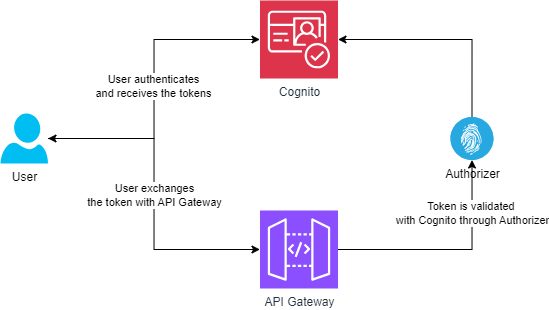 User authenticates
and receives the tokens
Cognito
User
Authorizer
User exchanges
the token with API Gateway
Token is validated
with Cognito through Authorizer
API Gateway